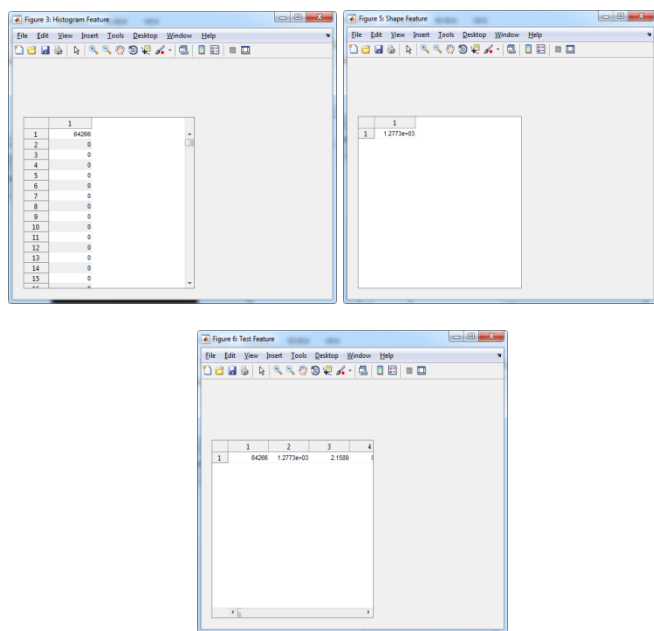 Figure 3: Histogram Feature
File Edit View Insert Tools Desktop Window Help
1
1 64266
2 0
3 0
4 0
5 0
6 0
7 0
8 0
9 0
10 0
11 0
12 0
13 0
14 0
15 0
Figure 5: Shape Feature
File Edit View Insert Tools Desktop Window Help
1
1 1.2773e+03
Figure 6: Test Feature
File Edit View Insert Tools Desktop Window Help
1 2 3 4
1 64266 1.2773e+03 2.1589